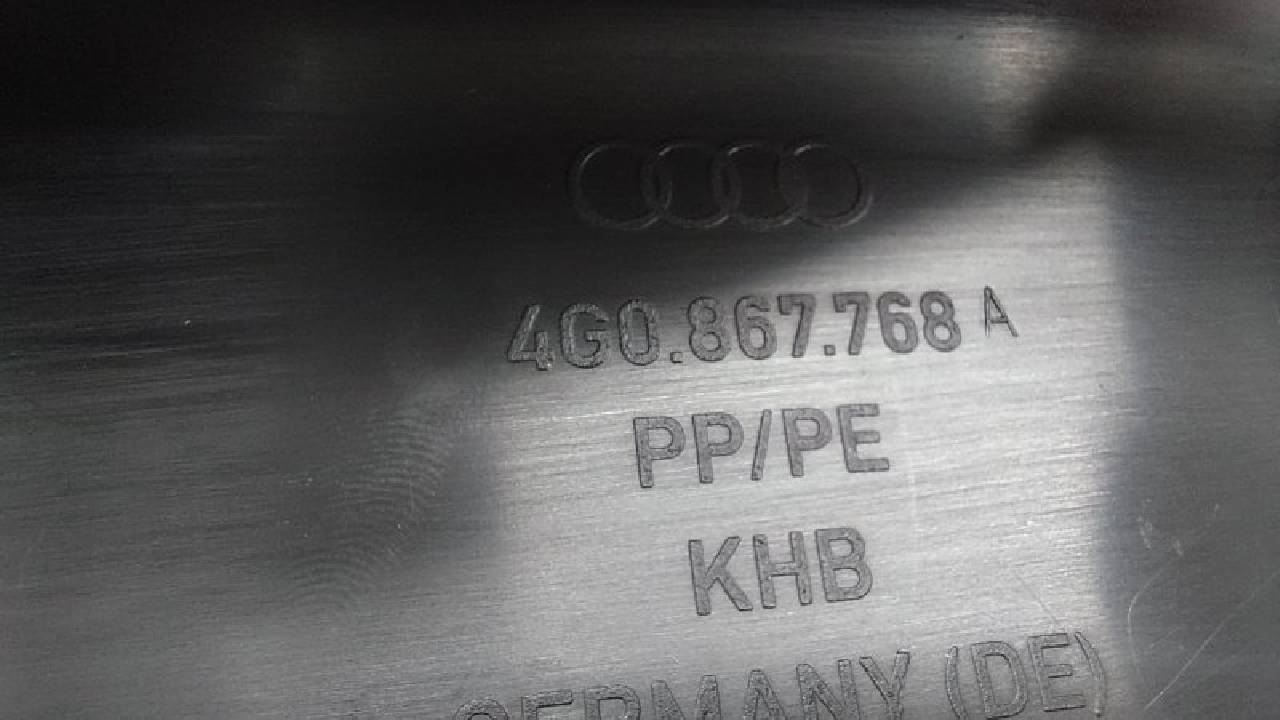 4G0.867.768 A
PP/PE
KHB
GERMANY (DE)